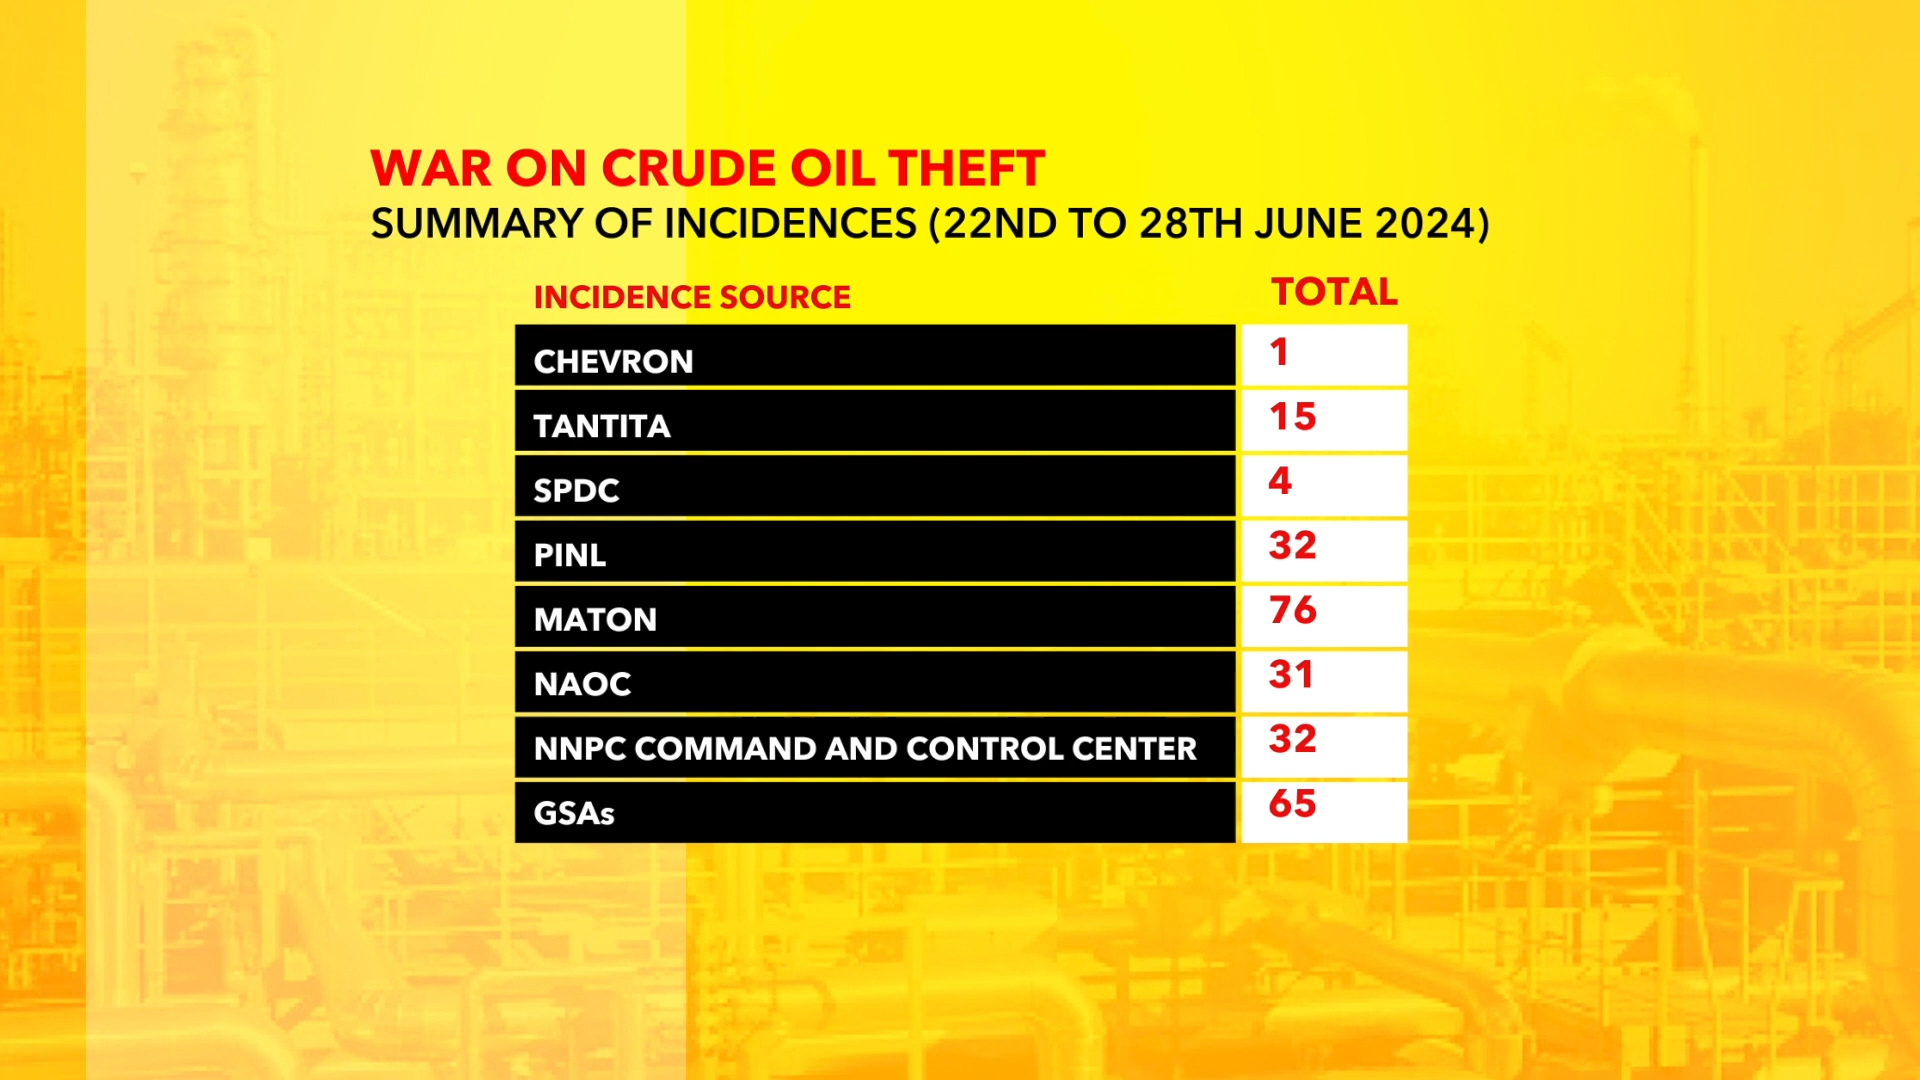 WAR ON CRUDE OIL THEFT
SUMMARY OF INCIDENCES (22ND TO 28TH JUNE 2024)
INCIDENCE SOURCE TOTAL
CHEVRON 1
TANTITA 15
SPDC 4
PINL 32
MATON 76
NAOC 31
NNPC COMMAND AND CONTROL CENTER 32
GSAs 65